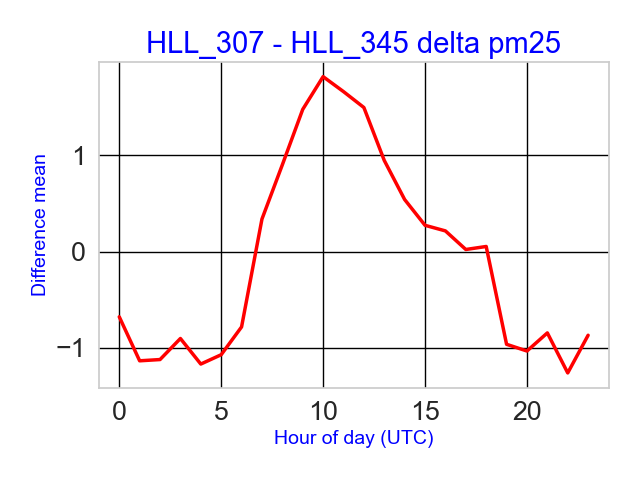 HLL_307 - HLL_345 delta pm25
Difference mean
1
0
−1
0 5 10 15 20
Hour of day (UTC)